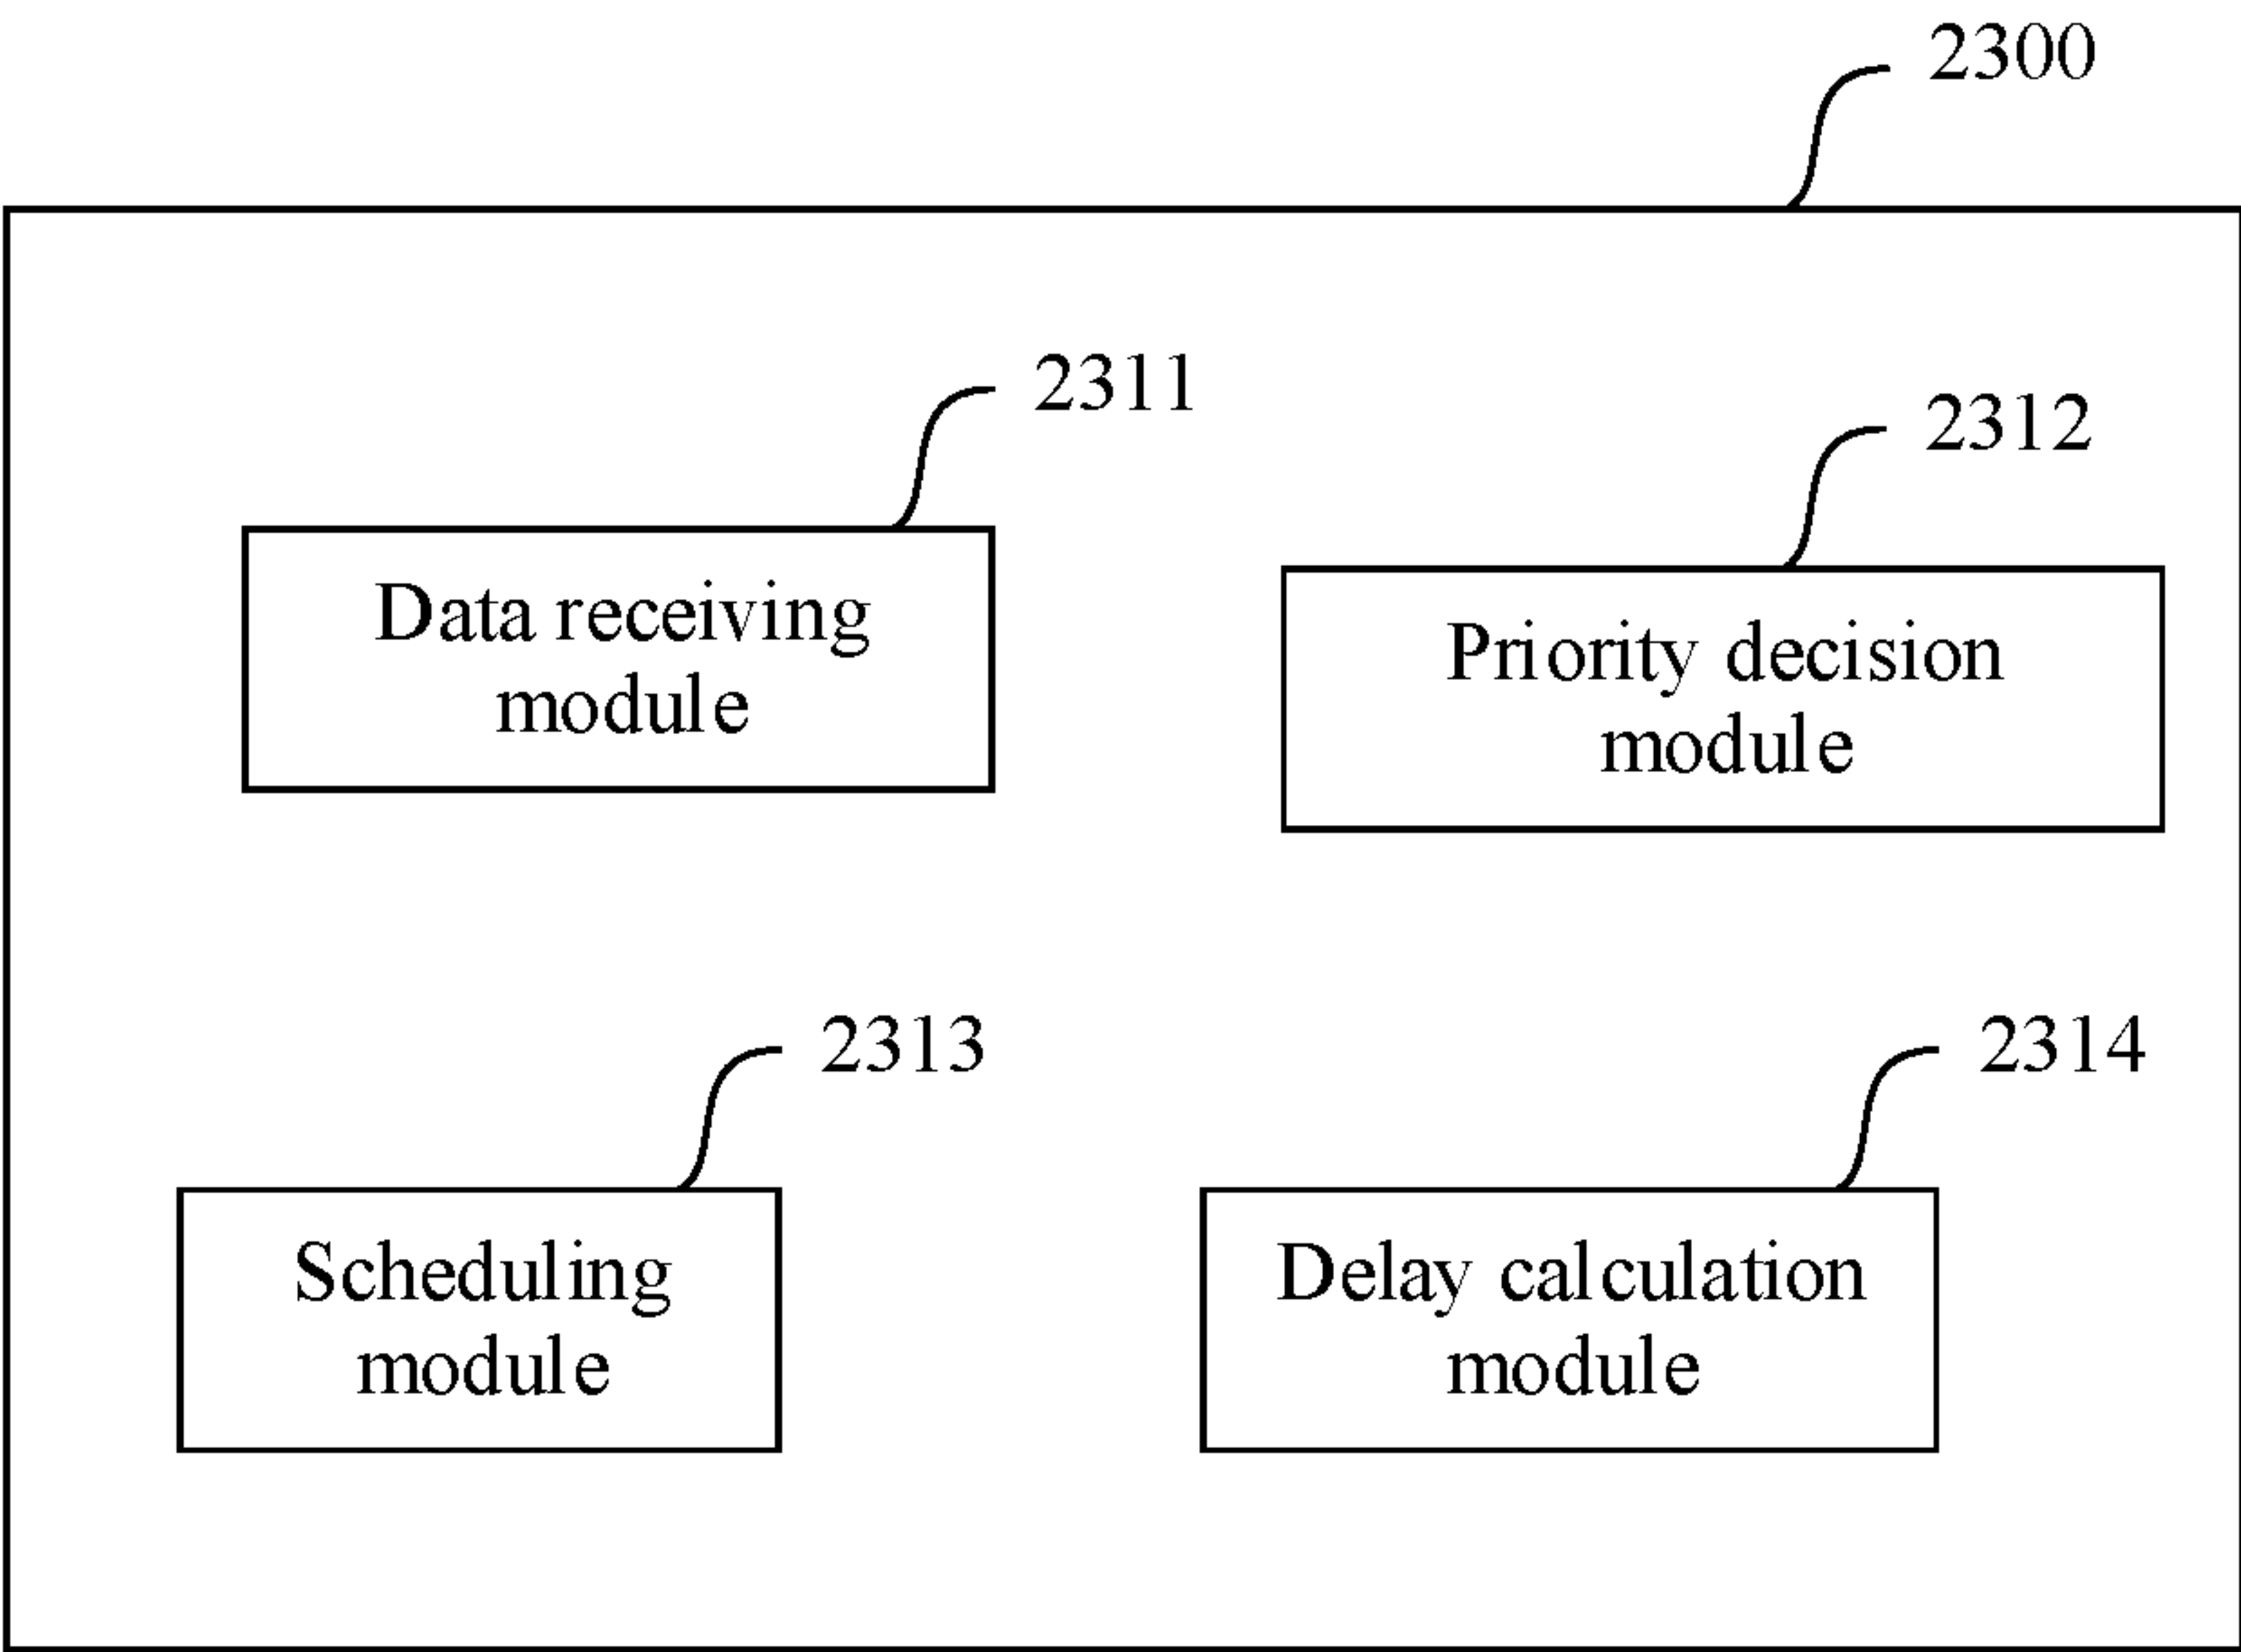 2300
2311
Data receiving
module
2312
Priority decision
module
2313
Scheduling
module
2314
Delay calculation
module